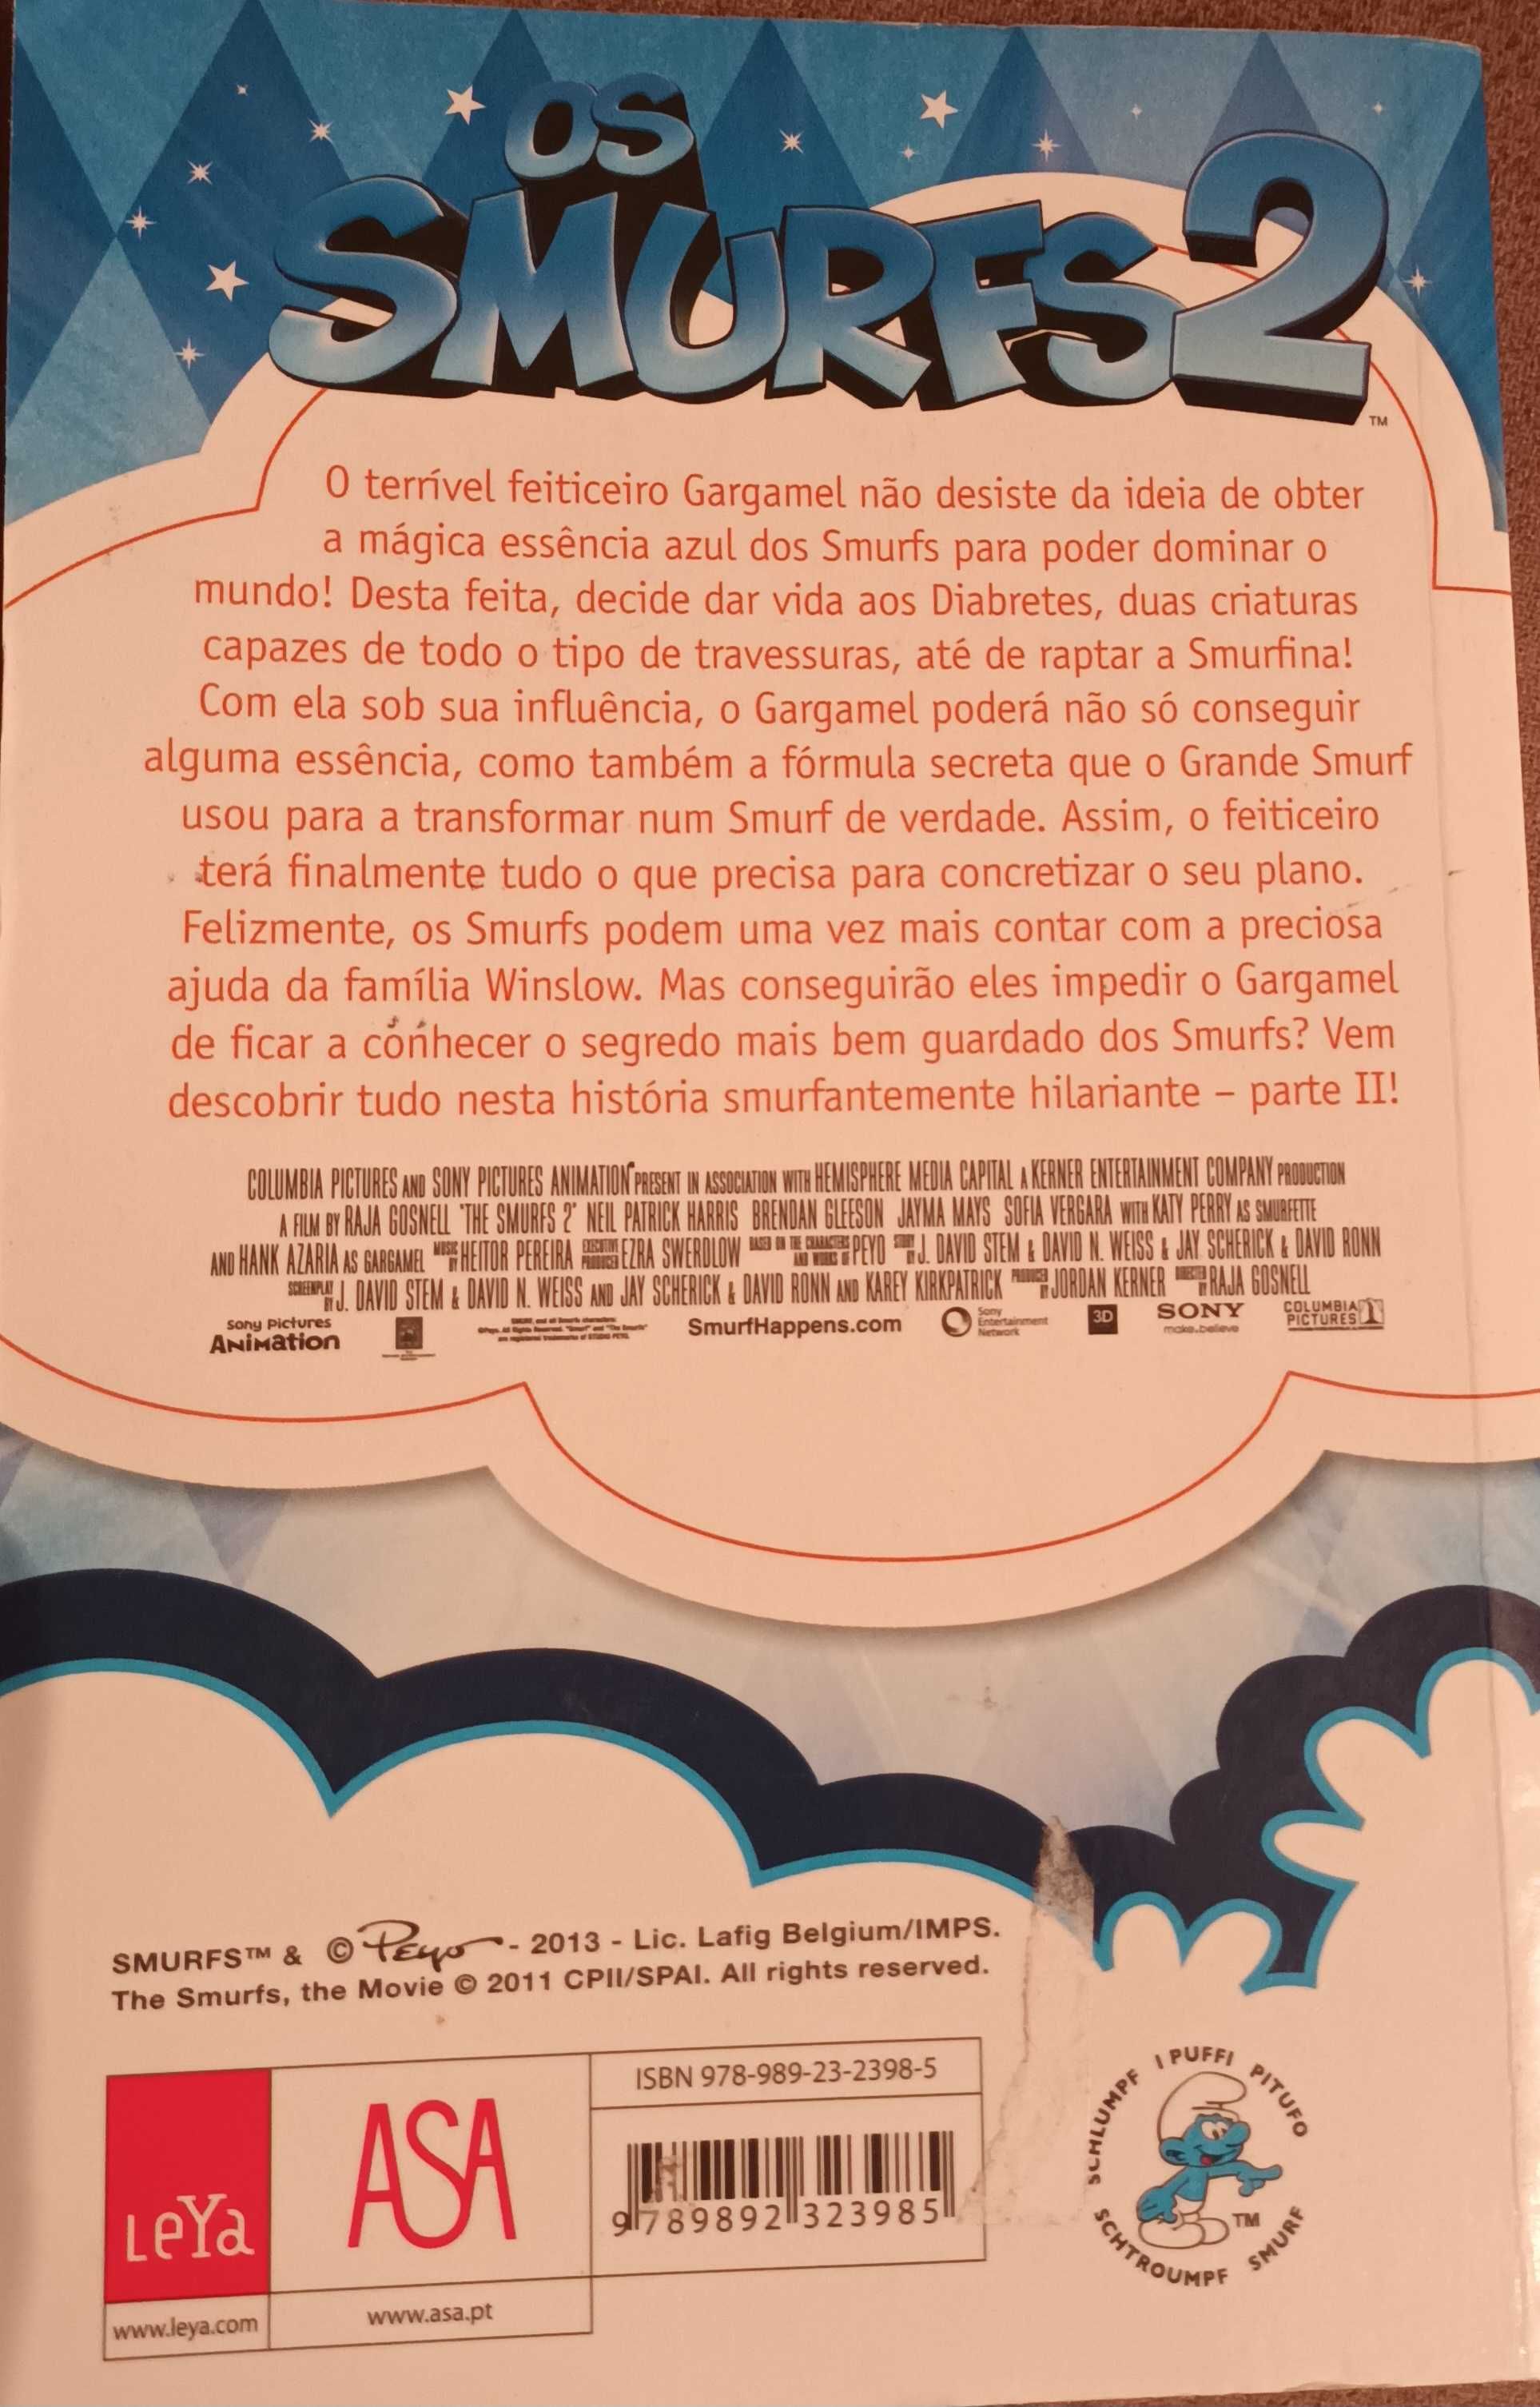 OS
SMURFS 2
TM
O terrível feiticeiro Gargamel não desiste da ideia de obter
a mágica essência azul dos Smurfs para poder dominar o
mundo! Desta feita, decide dar vida aos Diabretes, duas criaturas
capazes de todo o tipo de travessuras, até de raptar a Smurfina!
Com ela sob sua influência, o Gargamel poderá não só conseguir
alguma essência, como também a fórmula secreta que o Grande Smurf
usou para a transformar num Smurf de verdade. Assim, o feiticeiro
terá finalmente tudo o que precisa para concretizar o seu plano.
Felizmente, os Smurfs podem uma vez mais contar com a preciosa
ajuda da família Winslow. Mas conseguirão eles impedir o Gargamel
de ficar a conhecer o segredo mais bem guardado dos Smurfs? Vem
descobrir tudo nesta história smurfantemente hilariante – parte II!
COLUMBIA PICTURES AND SONY PICTURES ANIMATION PRESENT IN ASSOCIATION WITH HEMISPHERE MEDIA CAPITAL A KERNER ENTERTAINMENT COMPANY PRODUCTION
A FILM BY RAJA GOSNELL "THE SMURFS 2" NEIL PATRICK HARRIS BRENDAN GLEESON JAYMA MAYS SOFIA VERGARA WITH KATY PERRY AS SMURFETTE
AND HANK AZARIA AS GARGAMEL MUSIC BY HEITOR PEREIRA EXECUTIVE PRODUCER EZRA SWERDLOW BASED ON THE CHARACTERS AND WORKS OF PEYO STORY BY J. DAVID STEM & DAVID N. WEISS & JAY SCHERICK & DAVID RONN
SCREENPLAY BY J. DAVID STEM & DAVID N. WEISS AND JAY SCHERICK & DAVID RONN AND KAREY KIRKPATRICK PRODUCED BY JORDAN KERNER DIRECTED BY RAJA GOSNELL
Sony Pictures
Animation
SmurfHappens.com
Sony
Entertainment
Network
3D
SONY
make.believe
COLUMBIA
PICTURES
SMURFS™ & © Peyo - 2013 - Lic. Lafig Belgium/IMPS.
The Smurfs, the Movie © 2011 CPII/SPAI. All rights reserved.
LeYa
www.leya.com
ASA
www.asa.pt
ISBN 978-989-23-2398-5
9 789892 323985
SCHLUMPF I PUFFI PITUFO
SCHTROUMPF SMURF
TM